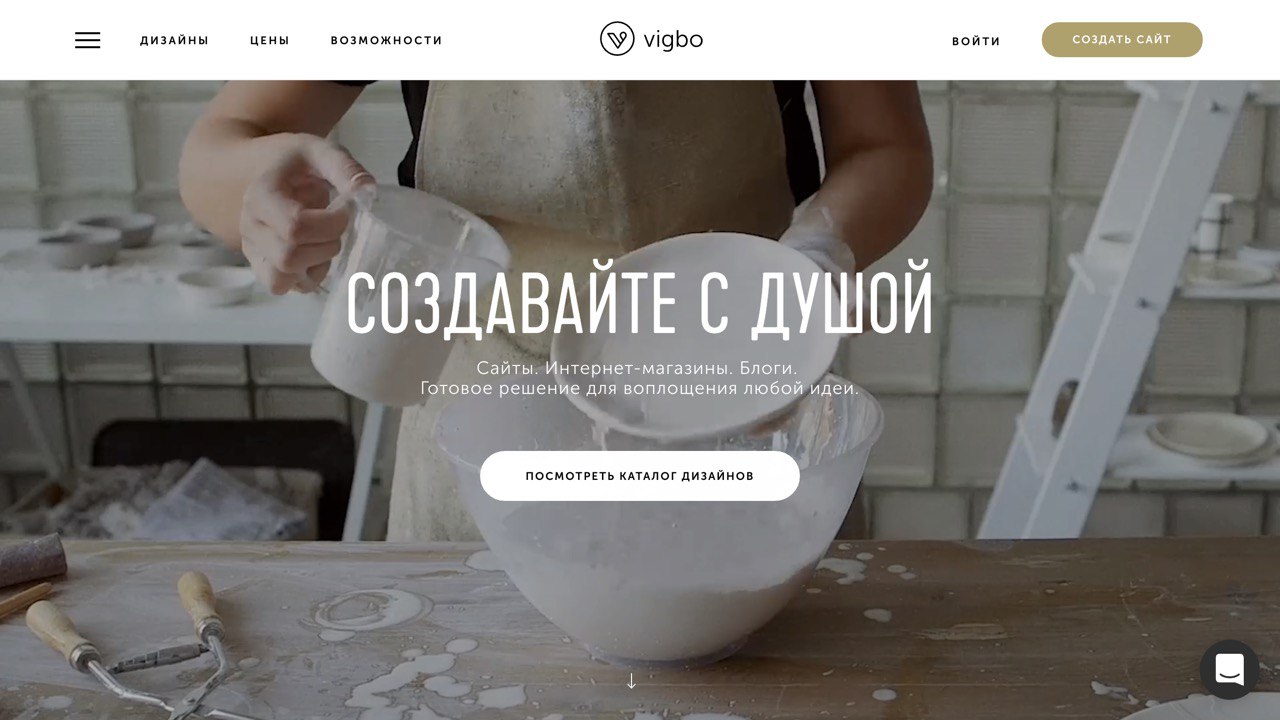 ДИЗАЙНЫ
ЦЕНЫ
ВОЗМОЖНОСТИ
vigbo
ВОЙТИ
СОЗДАТЬ САЙТ
СОЗДАВАЙТЕ С ДУШОЙ
Сайты. Интернет-магазины. Блоги.
Готовое решение для воплощения любой идеи.
ПОСМОТРЕТЬ КАТАЛОГ ДИЗАЙНОВ